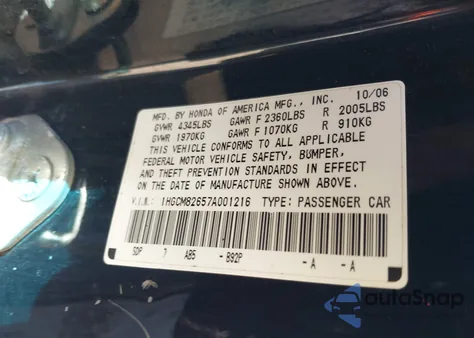 MFD. BY HONDA OF AMERICA MFG., INC. 10/06
GVWR 4345LBS GAWR F 2360LBS R 2005LBS
GVWR 1970KG GAWR F 1070KG R 910KG
THIS VEHICLE CONFORMS TO ALL APPLICABLE
FEDERAL MOTOR VEHICLE SAFETY, BUMPER,
AND THEFT PREVENTION STANDARDS IN EFFECT
ON THE DATE OF MANUFACTURE SHOWN ABOVE.
V.I.N.: 1HGCM82657A001216 TYPE: PASSENGER CAR
SDP 7 AB5 - B92P -A -A
autoSnap